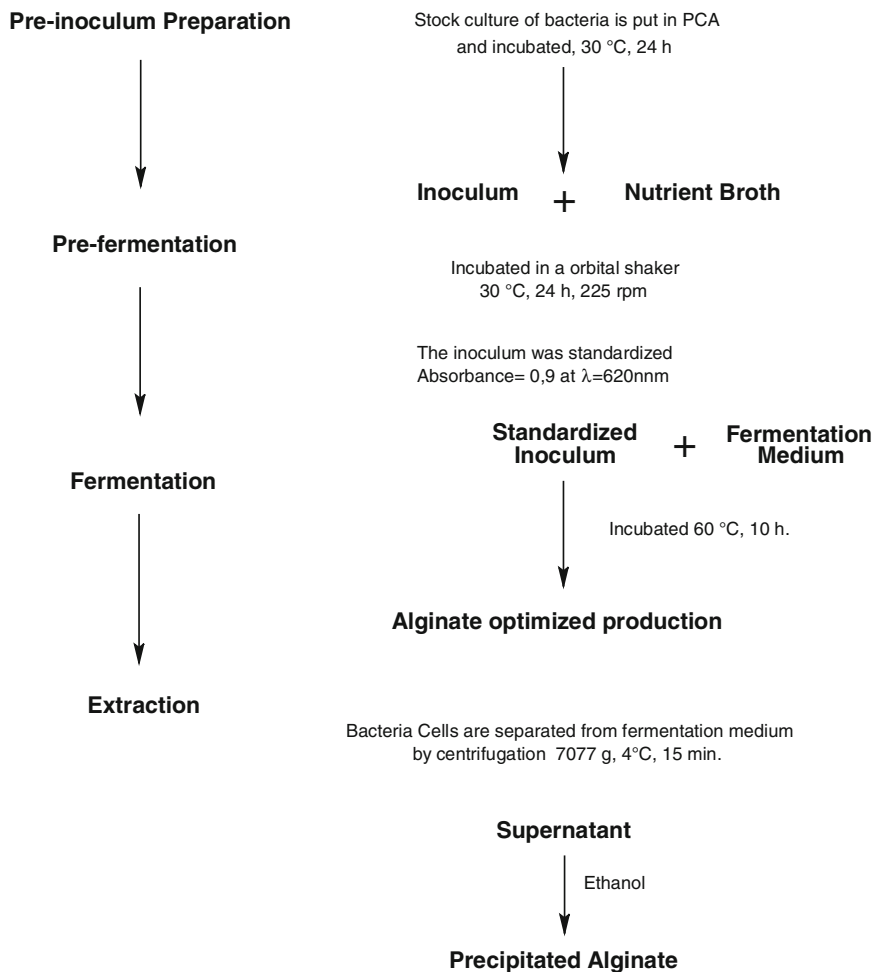 Pre-inoculum Preparation
Stock culture of bacteria is put in PCA
and incubated, 30 °C, 24 h
Inoculum + Nutrient Broth
Pre-fermentation
Incubated in a orbital shaker
30 °C, 24 h, 225 rpm
The inoculum was standardized
Absorbance= 0,9 at λ=620nnm
Standardized
Inoculum
+
Fermentation
Medium
Fermentation
Incubated 60 °C, 10 h.
Alginate optimized production
Extraction
Bacteria Cells are separated from fermentation medium
by centrifugation 7077 g, 4°C, 15 min.
Supernatant
Ethanol
Precipitated Alginate